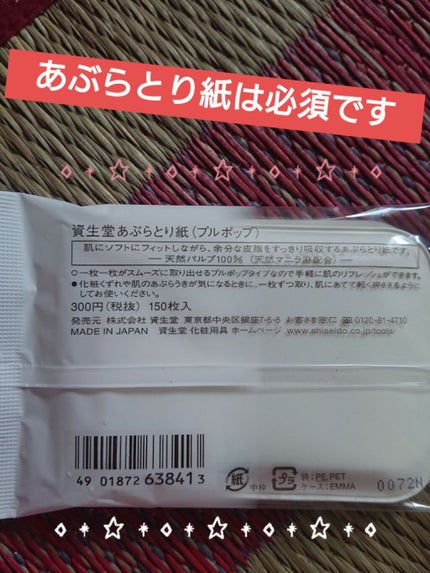 あぶらとり紙は必須です
資生堂あぶらとり紙(プルポップ)
肌にソフトにフィットしながら、余分な皮脂をすっきり吸収するあぶらとり紙です。
天然パルプ100%(天然マニラ麻配合)
○一枚一枚がスムーズに取り出せるプルポップタイプなので手軽に肌のリフレッシュができます。
●化粧くずれや肌のあぶらうきが気になるときに、一枚ずつ取り、肌にあてて軽く押さえるように
してお使いください。
300円(税抜) 150枚入
発売元 株式会社 資生堂 東京都中央区銀座7-5-5 お客さま窓口 0120-81-4710
MADE IN JAPAN 資生堂 化粧用具 ホームページ www.shiseido.co.jp/tools/
4901872638413
紙 中枠
プラ 袋:PE,PET
ケース:EMMA
0072N